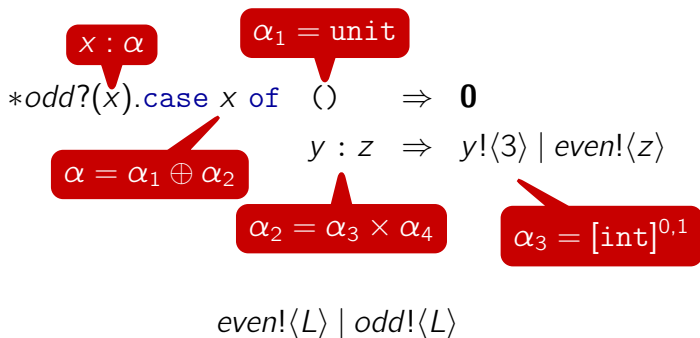 x : α
α₁ = unit
*odd?(x).case x of () ⇒ 0
y : z ⇒ y!⟨3⟩ | even!⟨z⟩
α = α₁ ⊕ α₂
α₂ = α₃ × α₄
α₃ = [int]⁰,¹
even!⟨L⟩ | odd!⟨L⟩